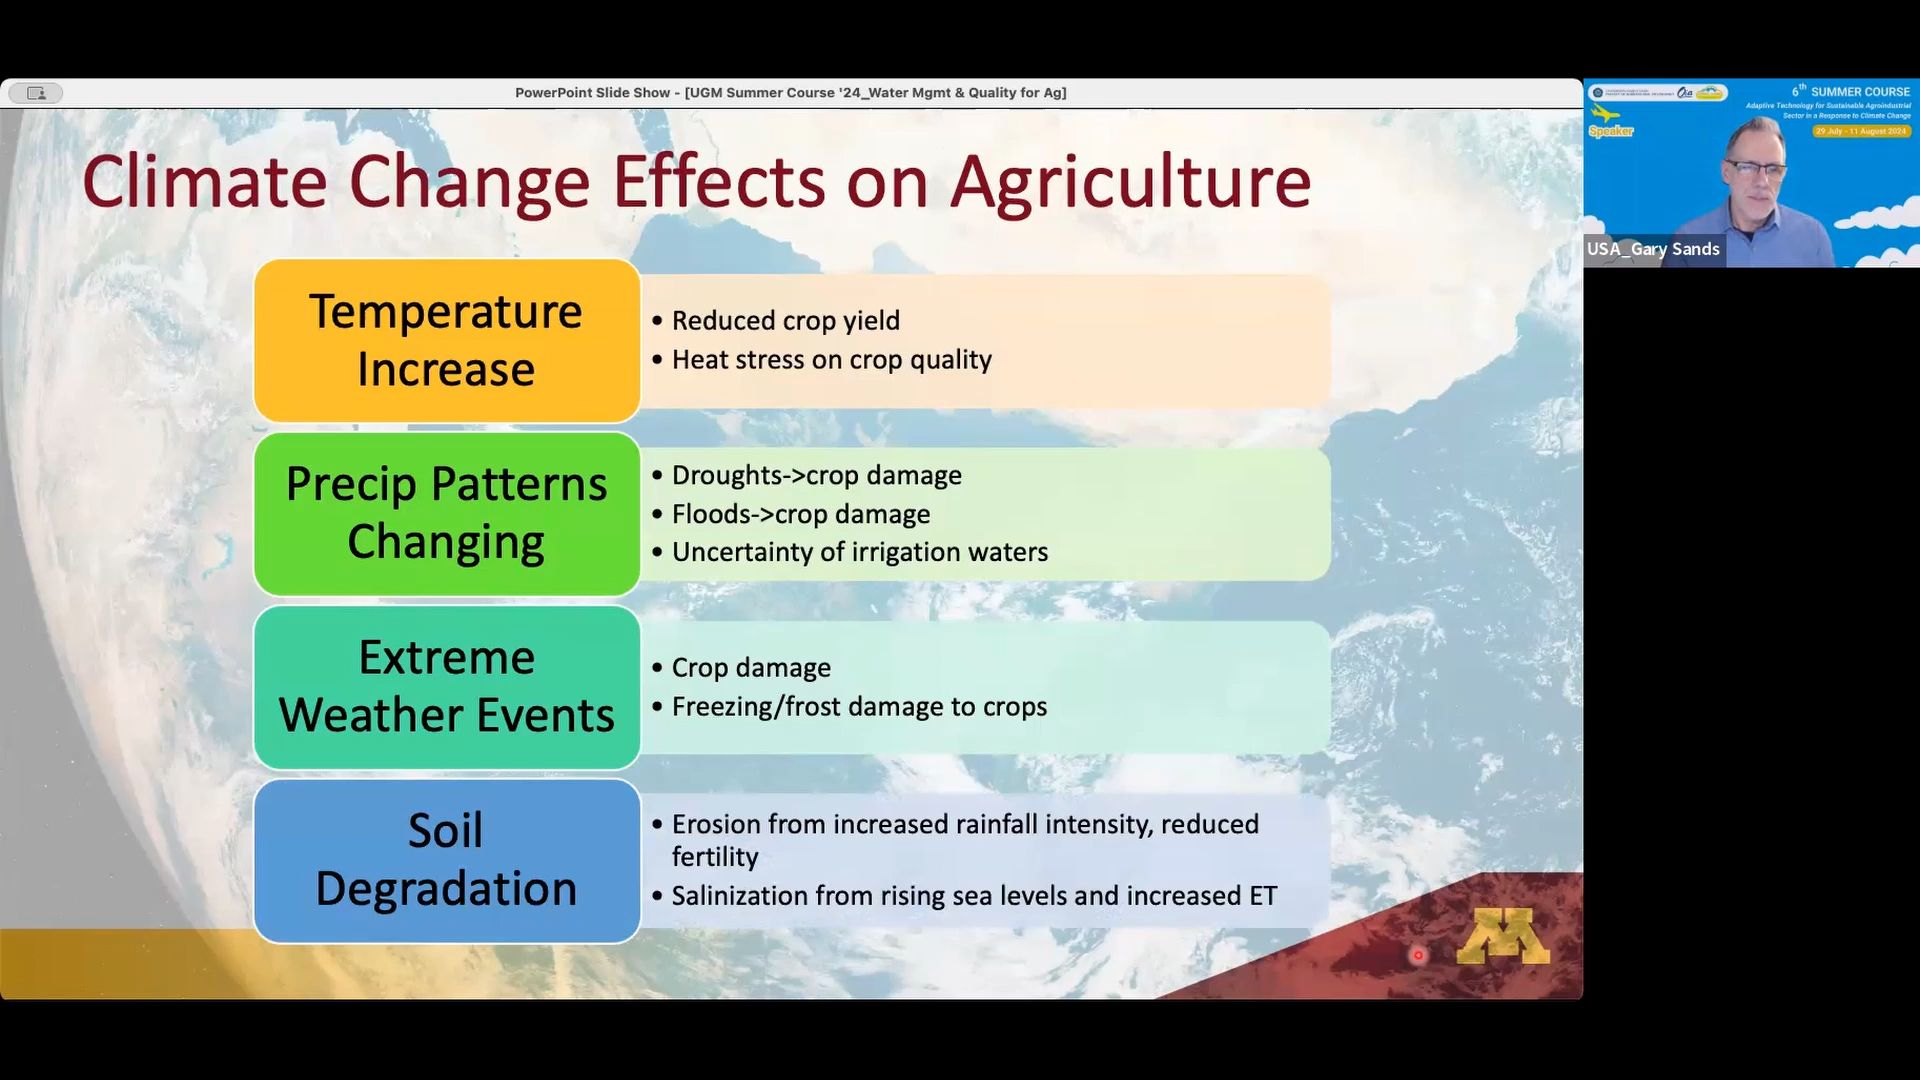 PowerPoint Slide Show - [UGM Summer Course '24_Water Mgmt & Quality for Ag]
Climate Change Effects on Agriculture
Temperature
Increase
• Reduced crop yield
• Heat stress on crop quality
Precip Patterns
Changing
• Droughts->crop damage
• Floods->crop damage
• Uncertainty of irrigation waters
Extreme
Weather Events
• Crop damage
• Freezing/frost damage to crops
Soil
Degradation
• Erosion from increased rainfall intensity, reduced
fertility
• Salinization from rising sea levels and increased ET
M
Speaker
6th SUMMER COURSE
Adaptive Technology for Sustainable Agroindustrial
Sector in a Response to Climate Change
29 July - 11 August 2024
USA_Gary Sands